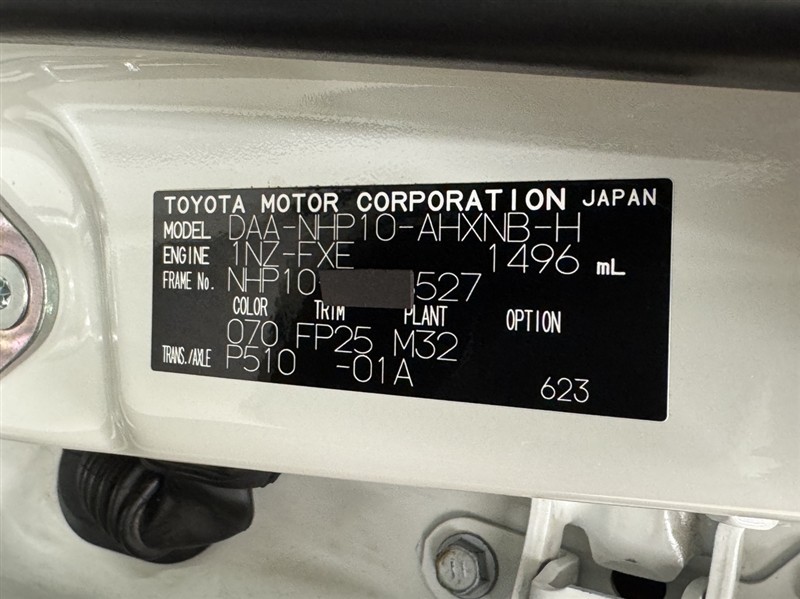 TOYOTA MOTOR CORPORATION JAPAN
MODEL DAA-NHP10-AHXNB-H
ENGINE 1NZ-FXE 1496 mL
FRAME No. NHP10 527
COLOR TRIM PLANT OPTION
070 FP25 M32
TRANS./AXLE P510 -01A
623